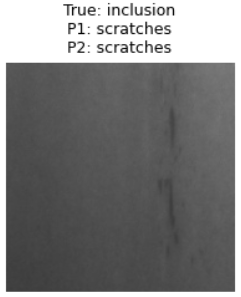 True: inclusion
P1: scratches
P2: scratches